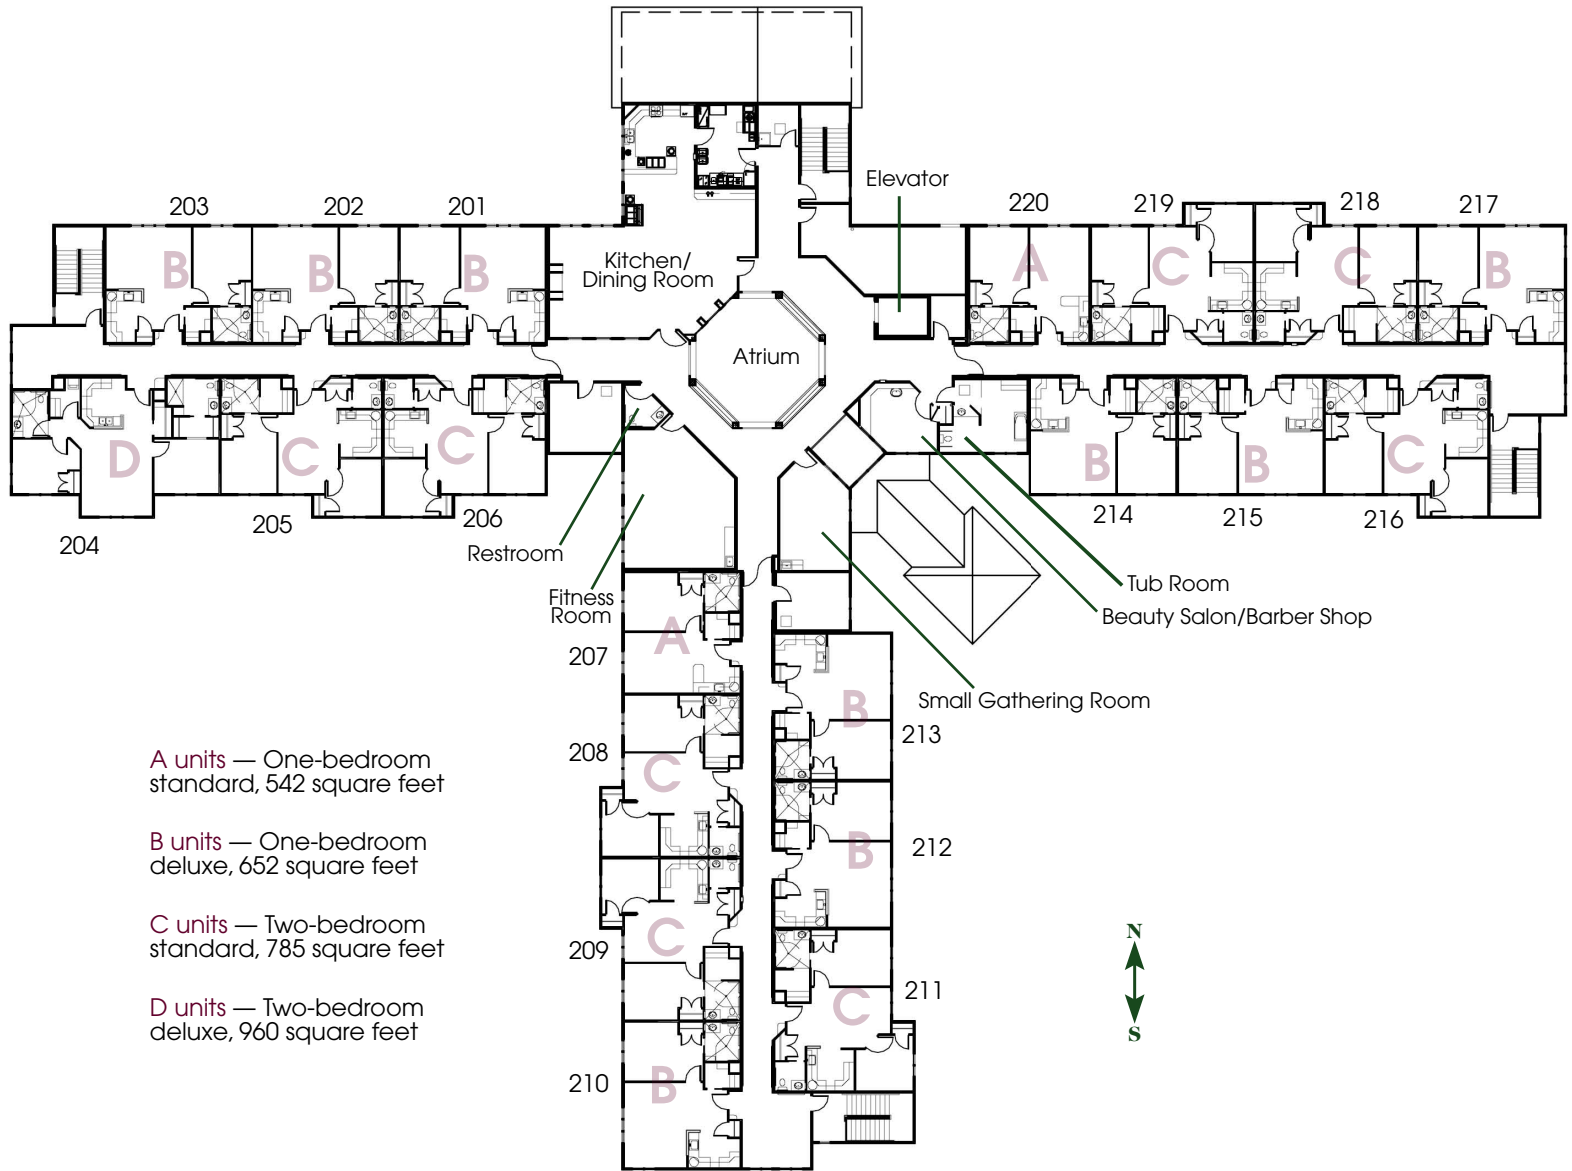 Elevator
203
202
201
220
219
218
217
B
B
B
A
C
C
B
Kitchen/
Dining Room
Atrium
D
C
C
B
B
C
204
205
206
214
215
216
Restroom
Fitness
Room
Tub Room
Beauty Salon/Barber Shop
Small Gathering Room
A
207
B
213
208
C
B
212
C
209
211
C
210
B
A units — One-bedroom
standard, 542 square feet
B units — One-bedroom
deluxe, 652 square feet
C units — Two-bedroom
standard, 785 square feet
D units — Two-bedroom
deluxe, 960 square feet
N
S